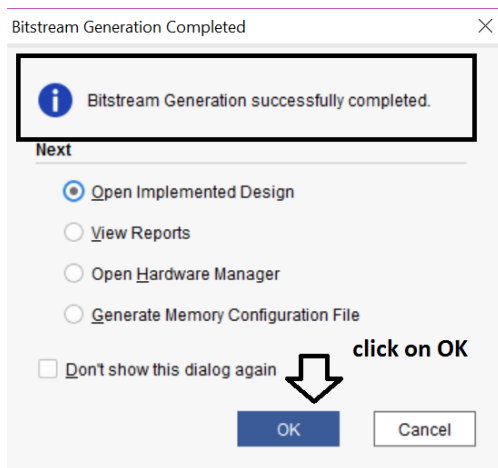 Bitstream Generation Completed
Bitstream Generation successfully completed.
Next
Open Implemented Design
View Reports
Open Hardware Manager
Generate Memory Configuration File
click on OK
Don't show this dialog again
OK
Cancel